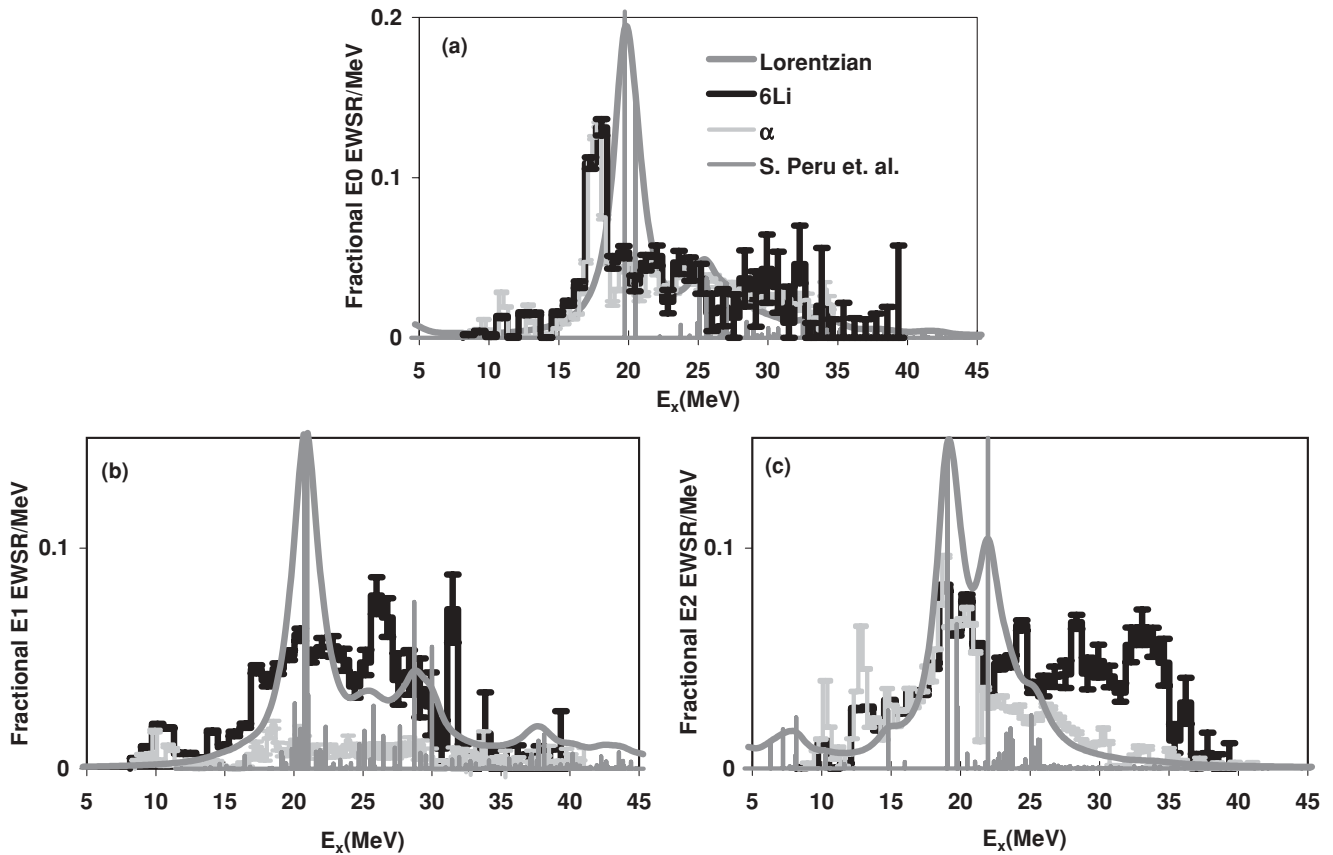 (a)
Lorentzian
6Li
α
S. Peru et. al.
Fractional E0 EWSR/MeV
0.2
0.1
0
5 10 15 20 25 30 35 40 45
Ex(MeV)
(b)
Fractional E1 EWSR/MeV
0.1
0
5 10 15 20 25 30 35 40 45
Ex(MeV)
(c)
Fractional E2 EWSR/MeV
0.1
0
5 10 15 20 25 30 35 40 45
Ex(MeV)